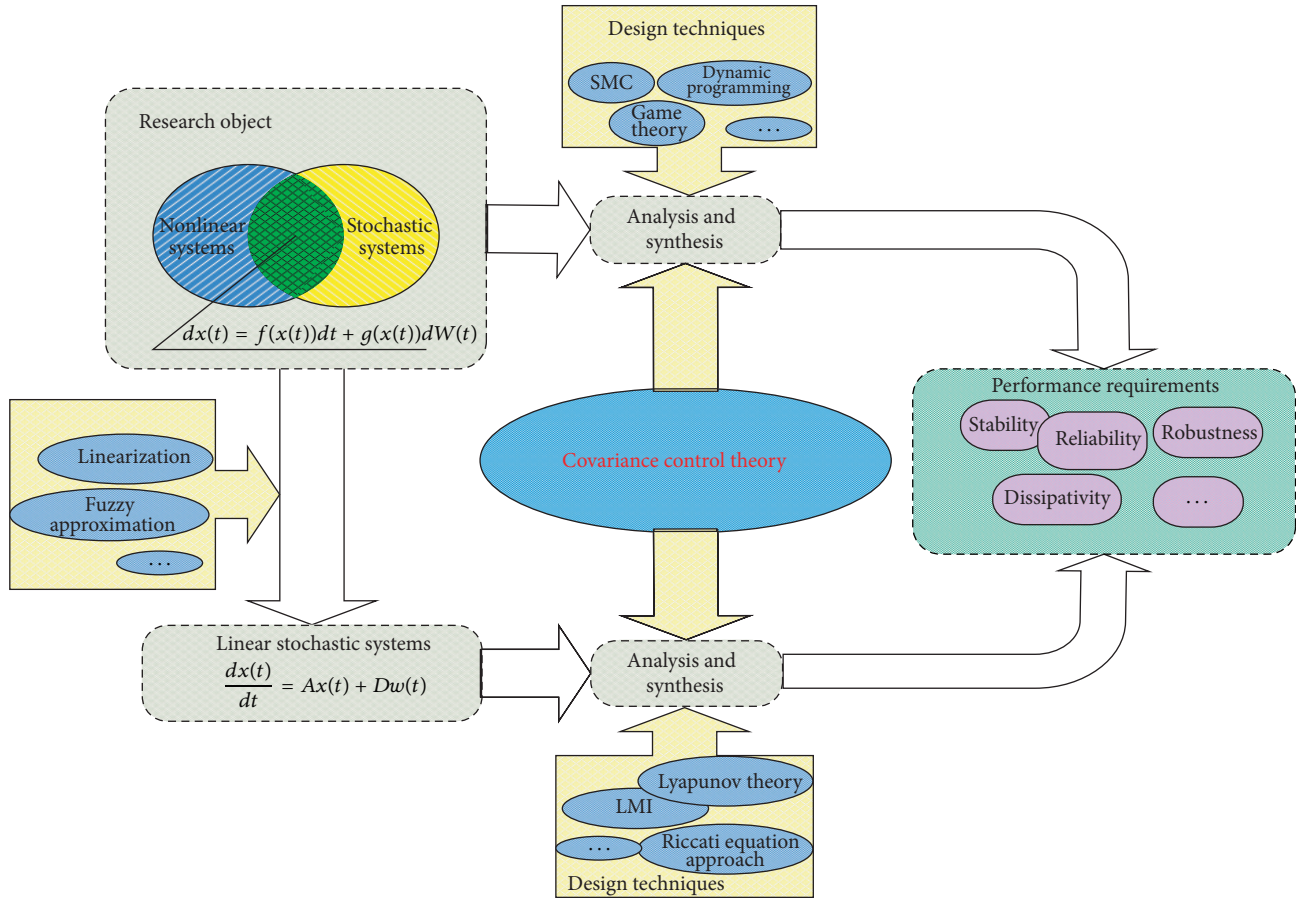 Design techniques
SMC
Dynamic
programming
Game
theory
...
Research object
Nonlinear
systems
Stochastic
systems
dx(t) = f(x(t))dt + g(x(t))dW(t)
Analysis and
synthesis
Performance requirements
Stability
Reliability
Robustness
Dissipativity
...
Linearization
Fuzzy
approximation
...
Covariance control theory
Linear stochastic systems
dx(t)
dt
= Ax(t) + Dw(t)
Analysis and
synthesis
Lyapunov theory
LMI
...
Riccati equation
approach
Design techniques